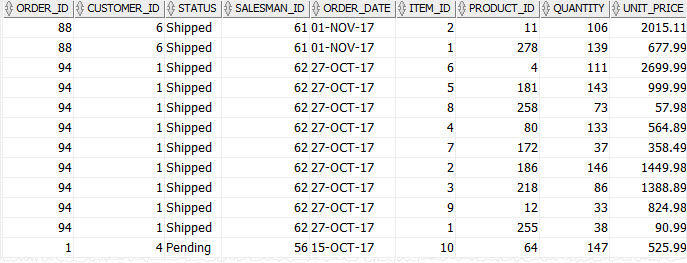 ORDER_ID CUSTOMER_ID STATUS SALESMAN_ID ORDER_DATE ITEM_ID PRODUCT_ID QUANTITY UNIT_PRICE
88 6 Shipped 61 01-NOV-17 2 11 106 2015.11
88 6 Shipped 61 01-NOV-17 1 278 139 677.99
94 1 Shipped 62 27-OCT-17 6 4 111 2699.99
94 1 Shipped 62 27-OCT-17 5 181 143 999.99
94 1 Shipped 62 27-OCT-17 8 258 73 57.98
94 1 Shipped 62 27-OCT-17 4 80 133 564.89
94 1 Shipped 62 27-OCT-17 7 172 37 358.49
94 1 Shipped 62 27-OCT-17 2 186 146 1449.98
94 1 Shipped 62 27-OCT-17 3 218 86 1388.89
94 1 Shipped 62 27-OCT-17 9 12 33 824.98
94 1 Shipped 62 27-OCT-17 1 255 38 90.99
1 4 Pending 56 15-OCT-17 10 64 147 525.99